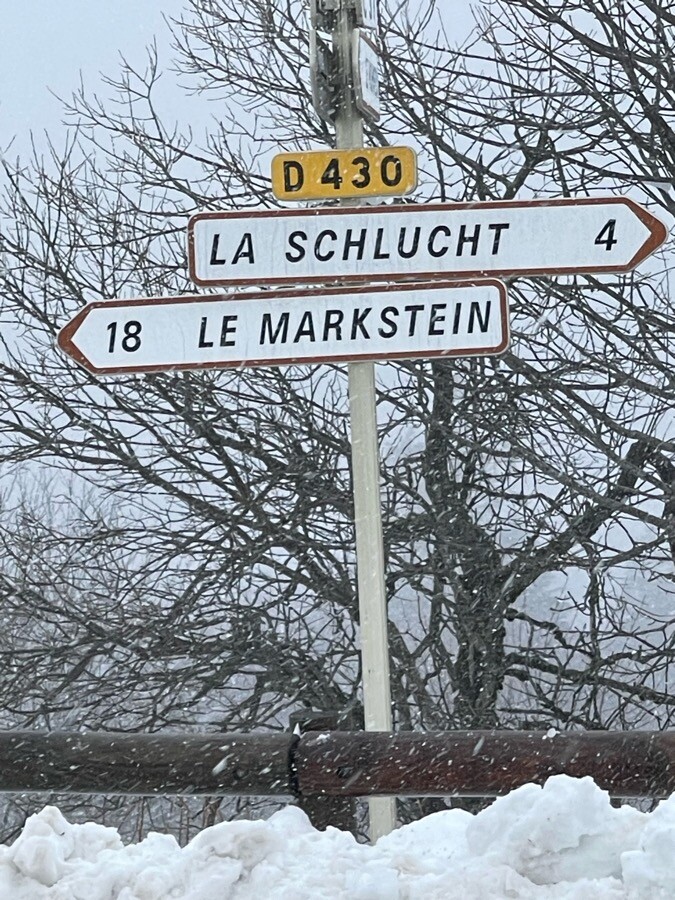 D 430
LA SCHLUCHT 4
18 LE MARKSTEIN